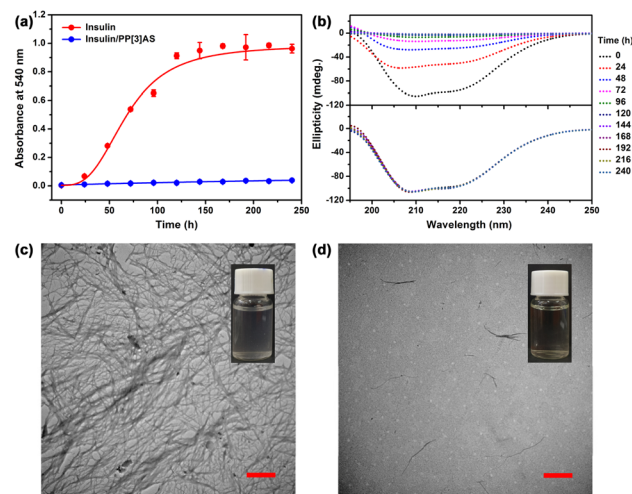 (a)
Insulin
Insulin/PP[3]AS
Absorbance at 540 nm
1.2
1.0
0.8
0.6
0.4
0.2
0.0
0 50 100 150 200 250
Time (h)
(b)
Ellipticity (mdeg.)
0
-40
-80
-120
0
-40
-80
-120
200 210 220 230 240 250
Wavelength (nm)
Time (h)
0
24
48
72
96
120
144
168
192
216
240
(c)
(d)